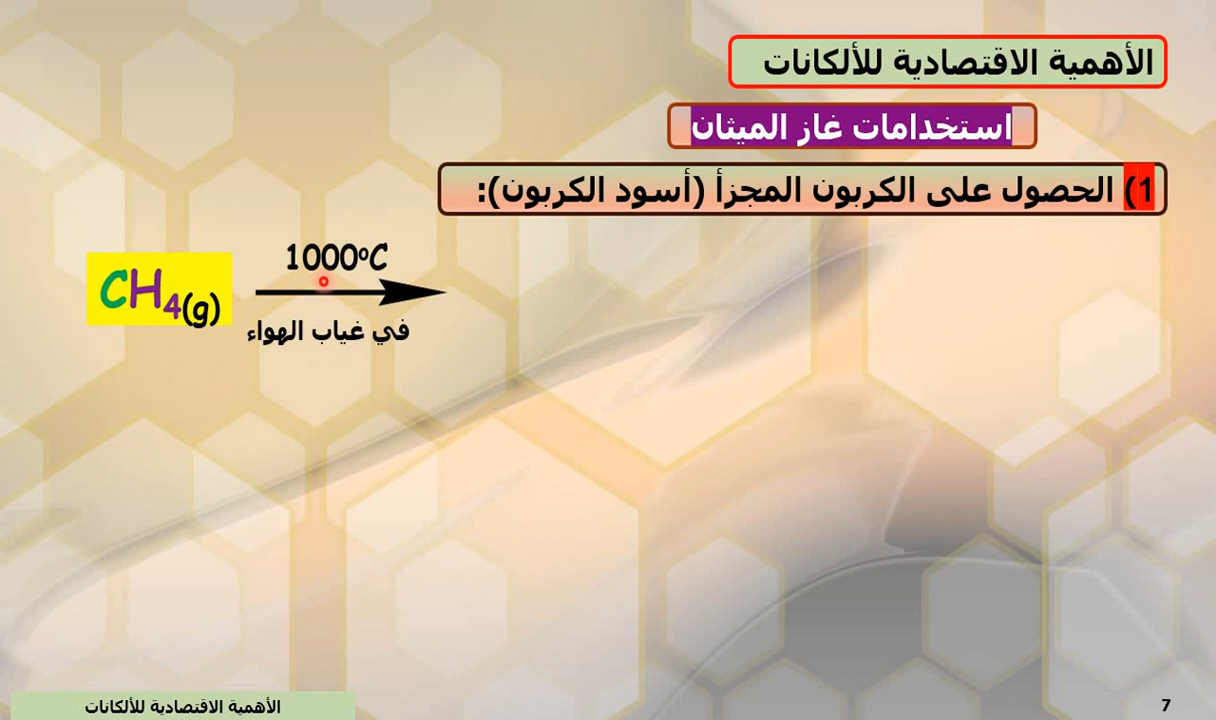 الأهمية الاقتصادية للألكانات
استخدامات غاز الميثان
1) الحصول على الكربون المجزأ (أسود الكربون):
1000°C
CH4(g)
في غياب الهواء
الأهمية الاقتصادية للألكانات
7